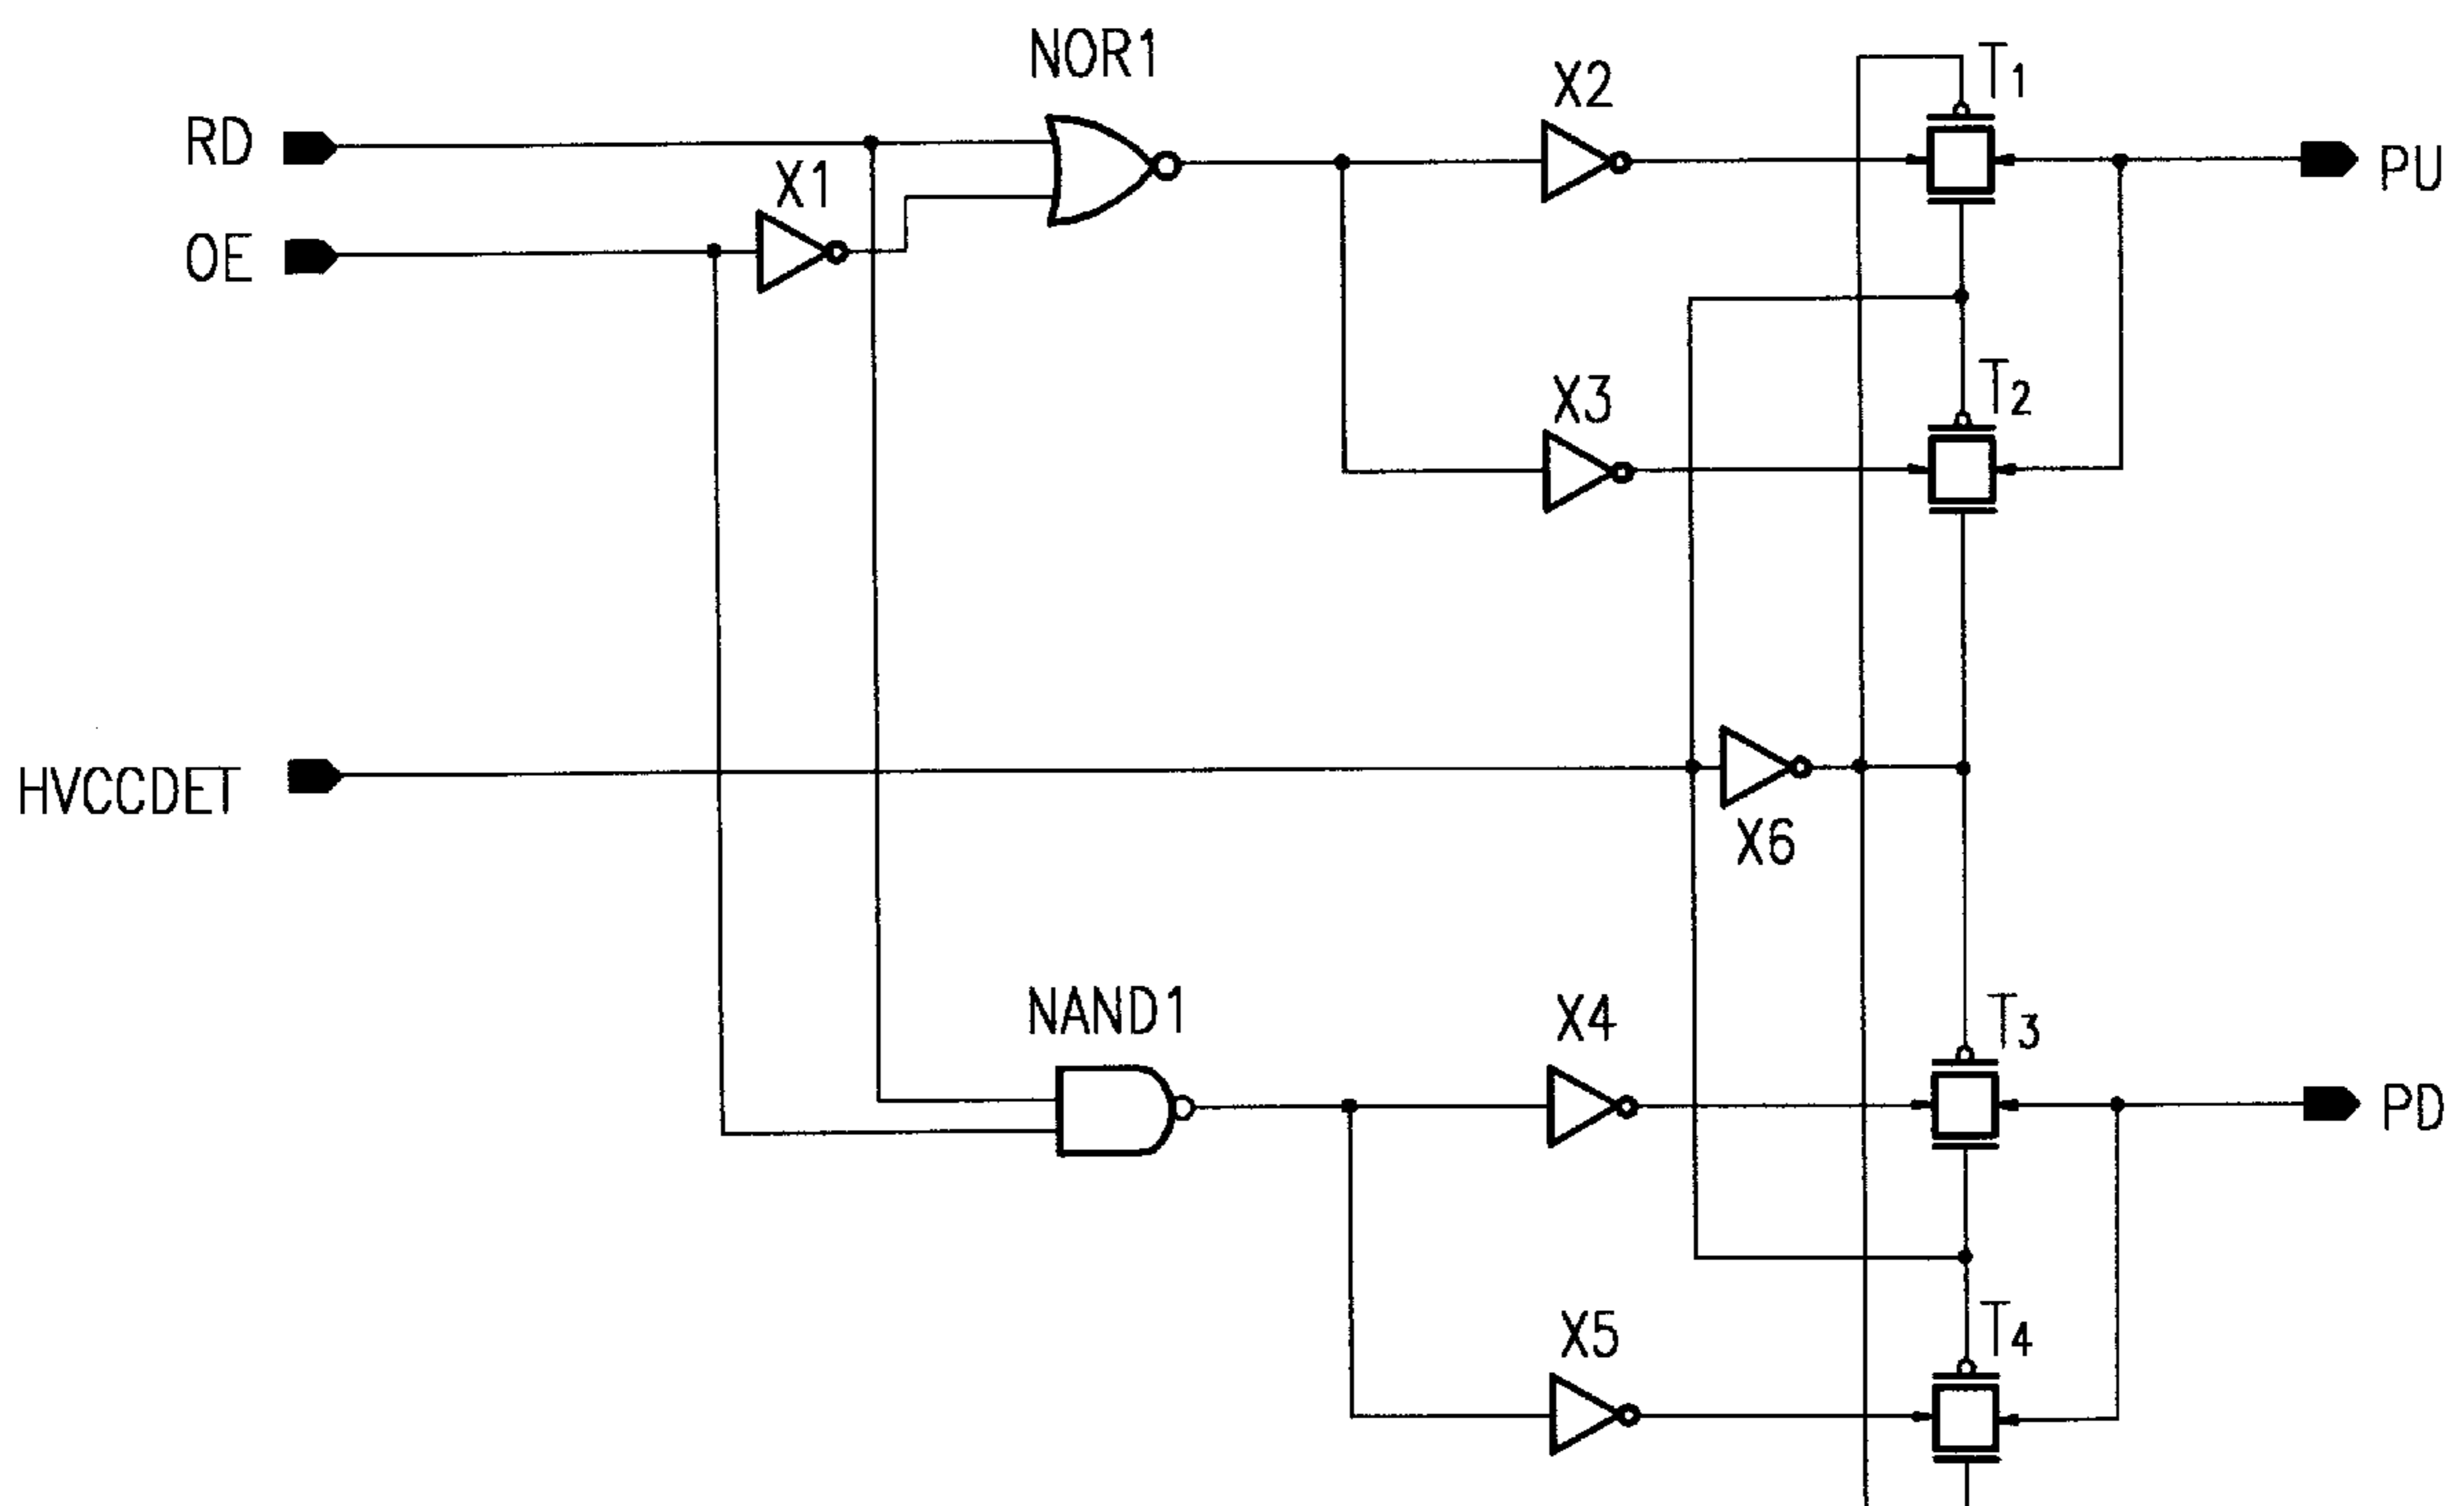 NOR1
X2
T1
RD
X1
PU
OE
X3
T2
HVCCDET
X6
NAND1
X4
T3
PD
X5
T4